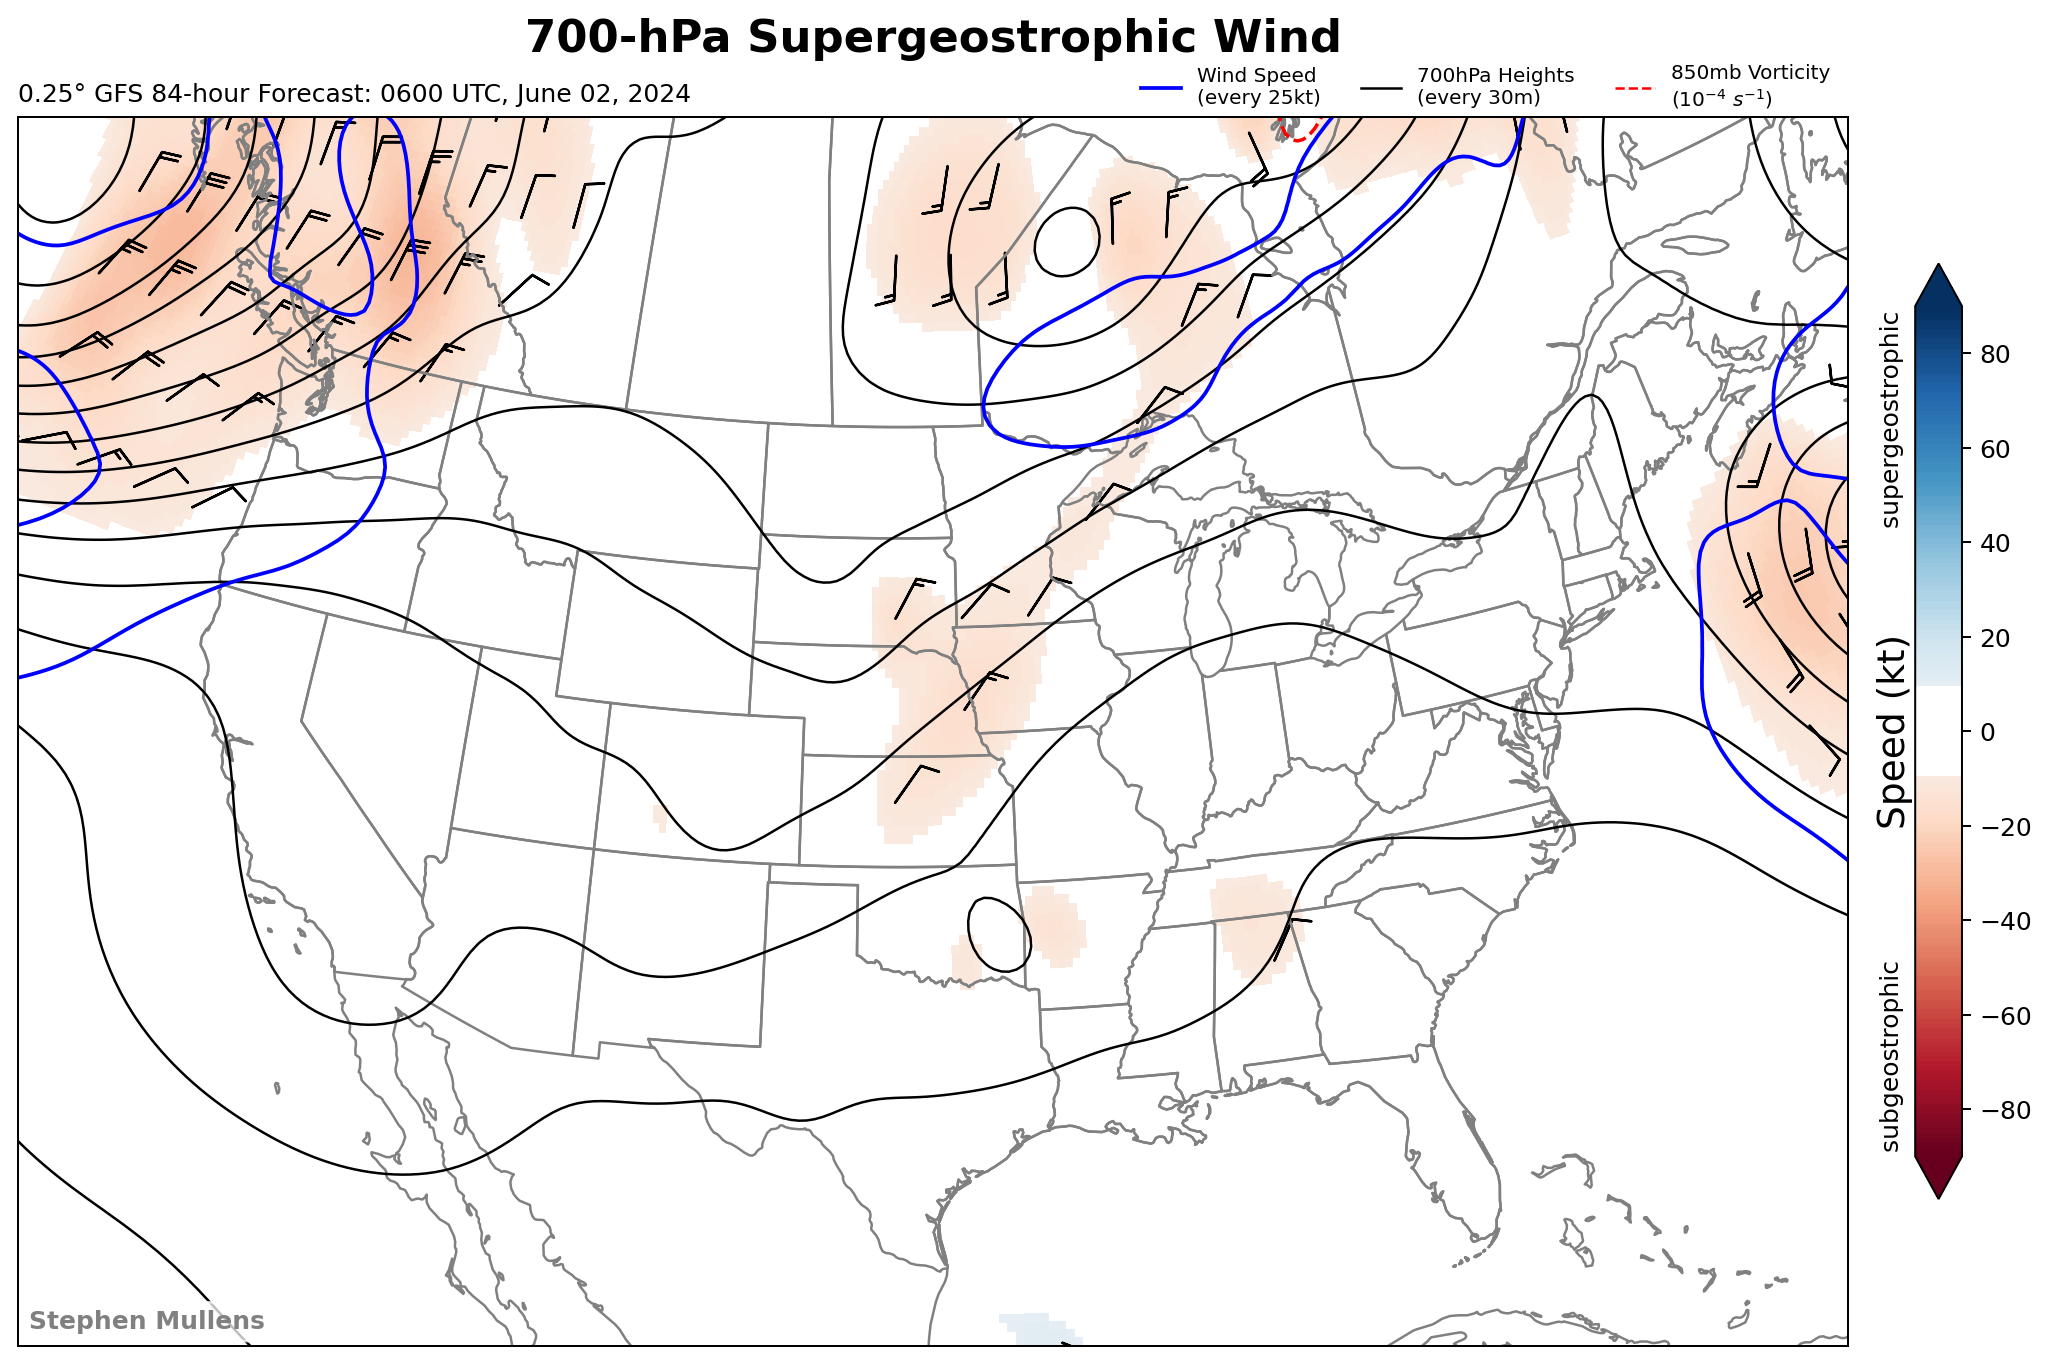 700-hPa Supergeostrophic Wind
0.25° GFS 84-hour Forecast: 0600 UTC, June 02, 2024
Wind Speed
(every 25kt)
700hPa Heights
(every 30m)
850mb Vorticity
(10⁻⁴ s⁻¹)
supergeostrophic
Speed (kt)
subgeostrophic
80
60
40
20
0
−20
−40
−60
−80
Stephen Mullens